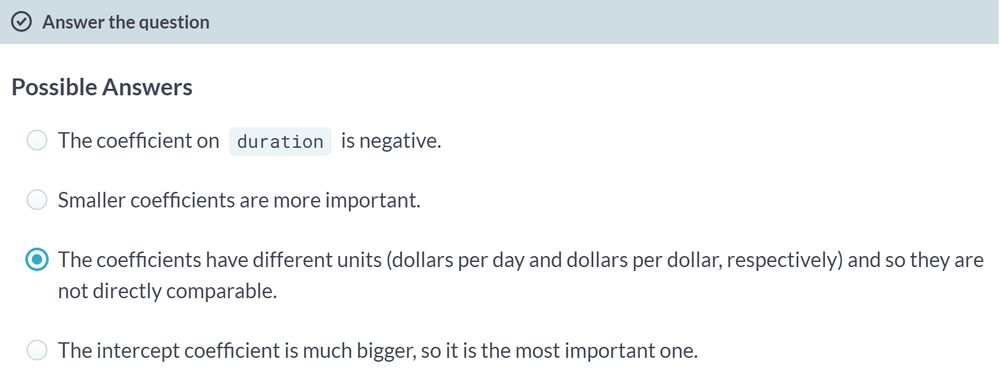 Answer the question
Possible Answers
The coefficient on duration is negative.
Smaller coefficients are more important.
The coefficients have different units (dollars per day and dollars per dollar, respectively) and so they are
not directly comparable.
The intercept coefficient is much bigger, so it is the most important one.